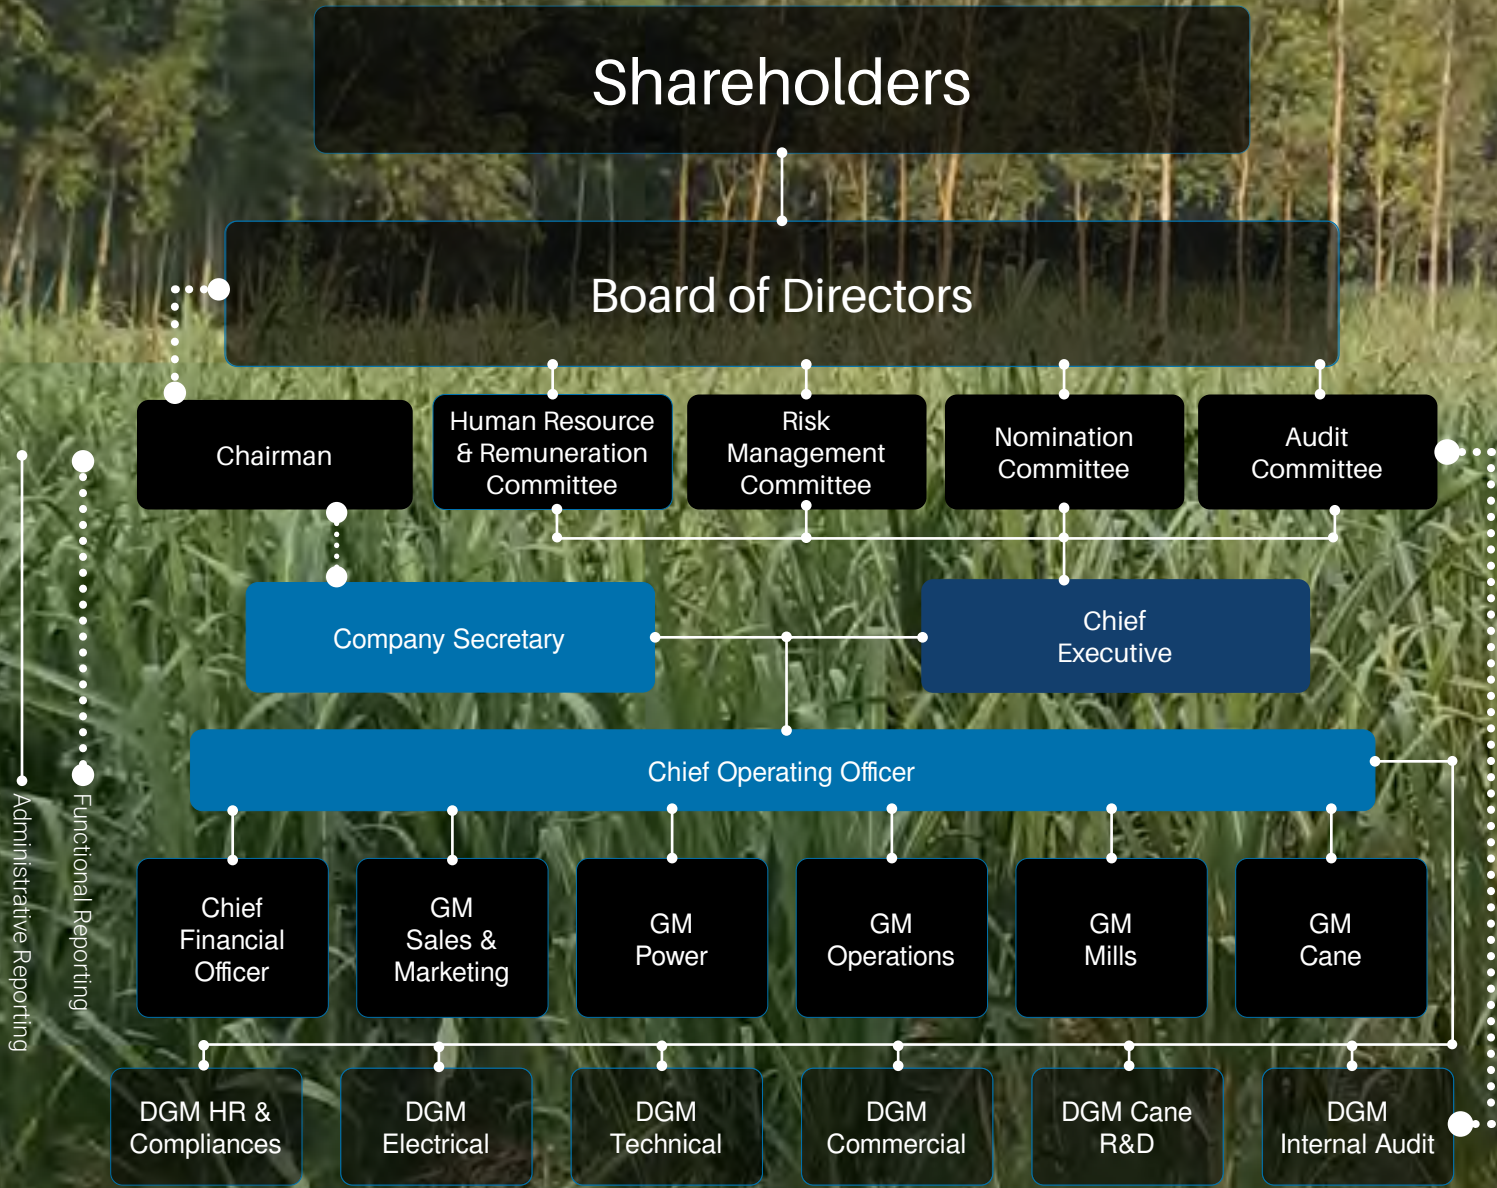 Shareholders
Board of Directors
Chairman
Human Resource
& Remuneration
Committee
Risk
Management
Committee
Nomination
Committee
Audit
Committee
Company Secretary
Chief
Executive
Chief Operating Officer
Chief
Financial
Officer
GM
Sales &
Marketing
GM
Power
GM
Operations
GM
Mills
GM
Cane
DGM HR &
Compliances
DGM
Electrical
DGM
Technical
DGM
Commercial
DGM Cane
R&D
DGM
Internal Audit
Administrative Reporting
Functional Reporting